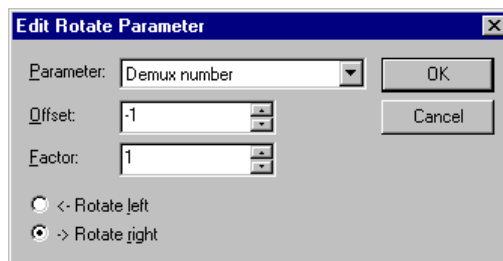 Edit Rotate Parameter
Parameter: Demux number OK
Offset: -1 Cancel
Factor: 1
<- Rotate left
-> Rotate right